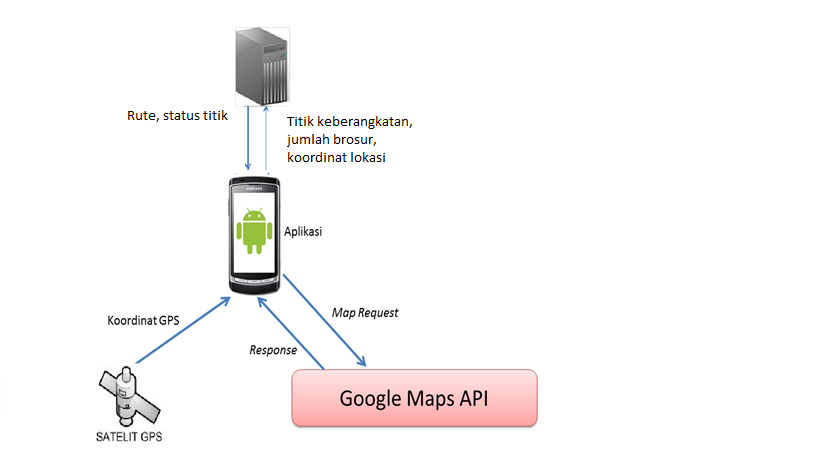 Rute, status titik
Titik keberangkatan,
jumlah brosur,
koordinat lokasi
SAMSUNG
Aplikasi
Koordinat GPS
Map Request
Response
Google Maps API
SATELIT GPS